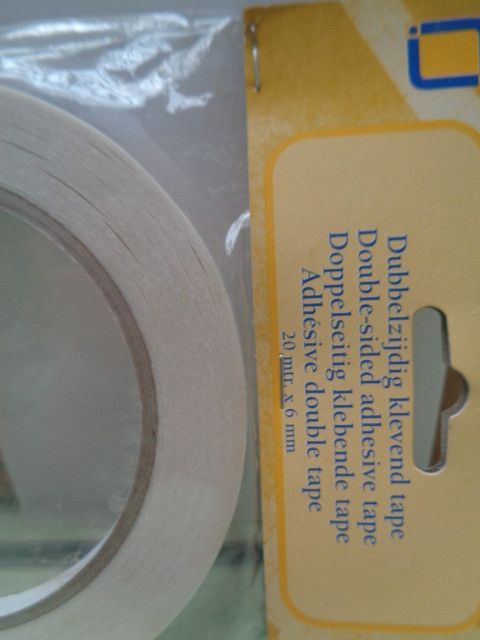 Dubbelzijdig klevend tape
Double-sided adhesive tape
Doppelseitig klebende tape
Adhésive double tape
20 mtr. x 6 mm